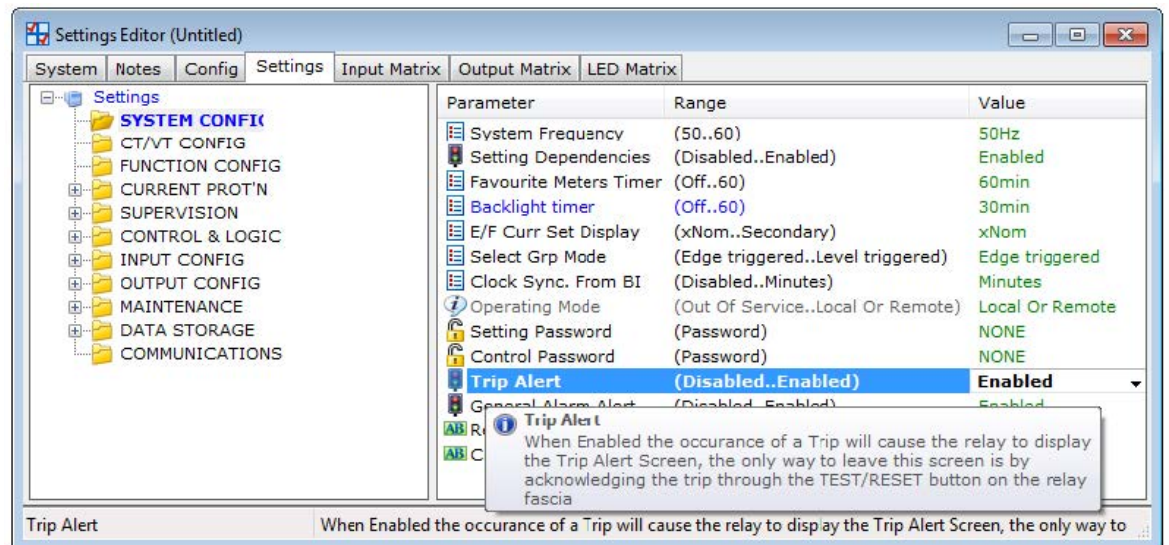 Settings Editor (Untitled)
System Notes Config Settings Input Matrix Output Matrix LED Matrix
Settings
SYSTEM CONFIG
CT/VT CONFIG
FUNCTION CONFIG
CURRENT PROT'N
SUPERVISION
CONTROL & LOGIC
INPUT CONFIG
OUTPUT CONFIG
MAINTENANCE
DATA STORAGE
COMMUNICATIONS
Parameter Range Value
System Frequency (50..60) 50Hz
Setting Dependencies (Disabled..Enabled) Enabled
Favourite Meters Timer (Off..60) 60min
Backlight timer (Off..60) 30min
E/F Curr Set Display (xNom..Secondary) xNom
Select Grp Mode (Edge triggered..Level triggered) Edge triggered
Clock Sync. From BI (Disabled..Minutes) Minutes
Operating Mode (Out Of Service..Local Or Remote) Local Or Remote
Setting Password (Password) NONE
Control Password (Password) NONE
Trip Alert (Disabled..Enabled) Enabled
General Alarm Alert (Disabled..Enabled) Enabled
AB R
AB C
Trip Alert
When Enabled the occurance of a Trip will cause the relay to display
the Trip Alert Screen, the only way to leave this screen is by
acknowledging the trip through the TEST/RESET button on the relay
fascia
Trip Alert When Enabled the occurance of a Trip will cause the relay to display the Trip Alert Screen, the only way to